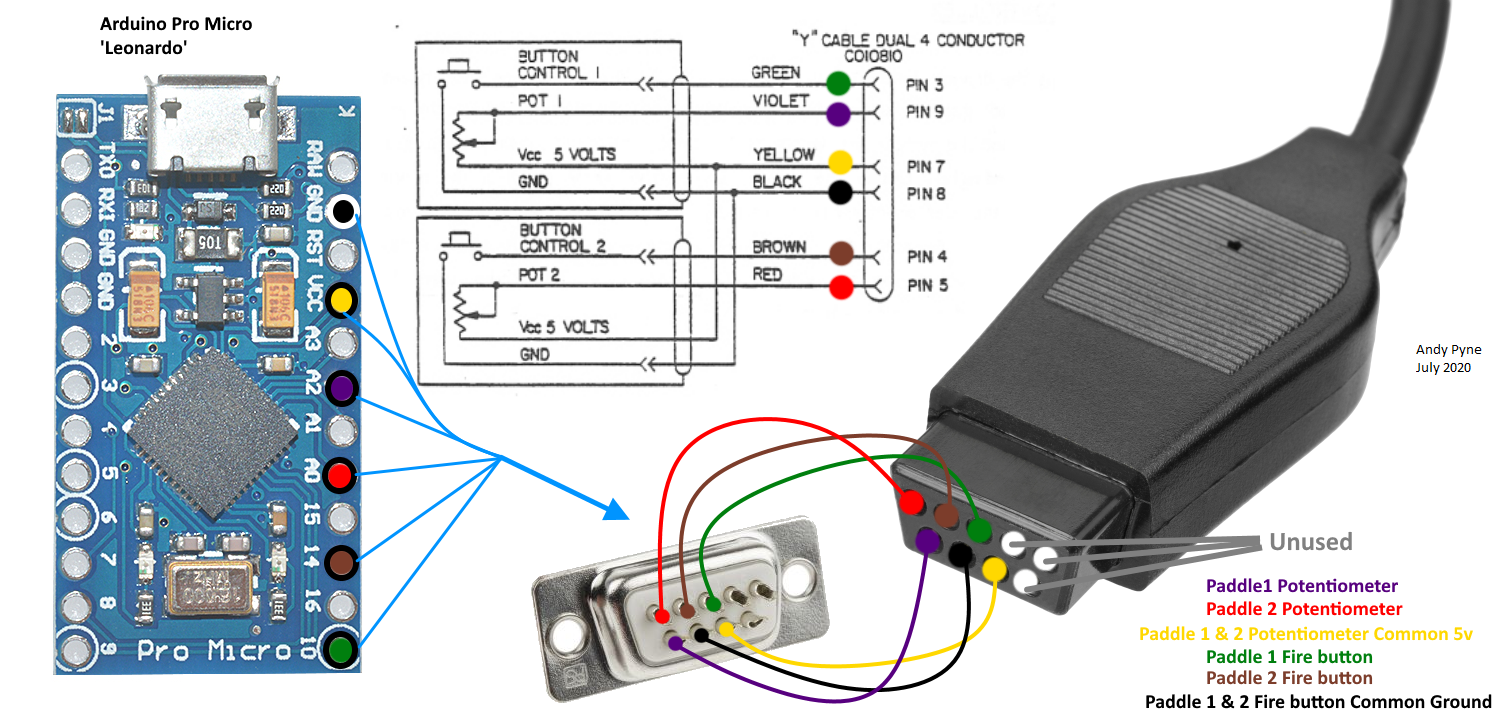 Arduino Pro Micro
'Leonardo'
J1
K
TXO
RXI
GND
GND
2
3
4
5
6
7
8
9
RAW
GND
RST
VCC
A3
A2
A1
A0
15
14
16
10
Pro Micro
"Y" CABLE DUAL 4 CONDUCTOR
C010810
BUTTON
CONTROL 1
GREEN
PIN 3
POT 1
VIOLET
PIN 9
Vcc 5 VOLTS
YELLOW
PIN 7
GND
BLACK
PIN 8
BUTTON
CONTROL 2
BROWN
PIN 4
POT 2
RED
PIN 5
Vcc 5 VOLTS
GND
Andy Pyne
July 2020
Unused
Paddle1 Potentiometer
Paddle 2 Potentiometer
Paddle 1 & 2 Potentiometer Common 5v
Paddle 1 Fire button
Paddle 2 Fire button
Paddle 1 & 2 Fire button Common Ground